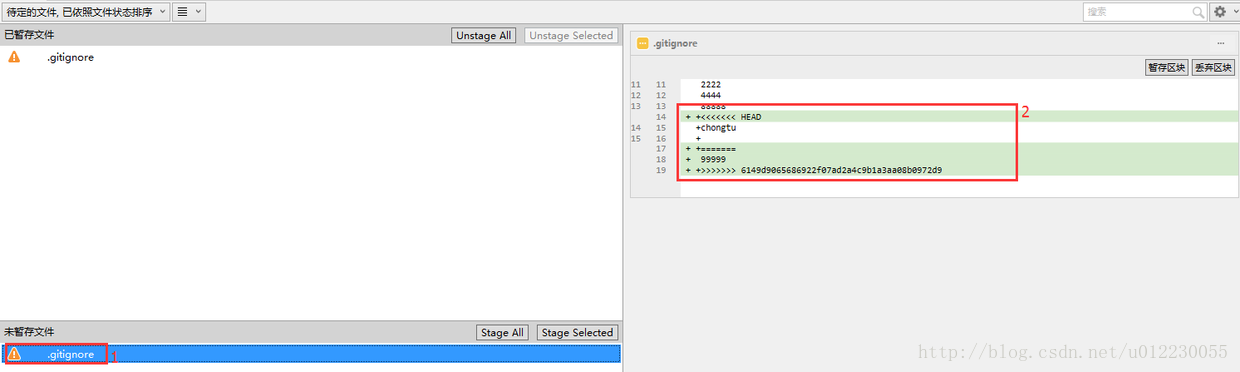 待定的文件, 已依照文件状态排序
搜索
已暂存文件 Unstage All Unstage Selected
.gitignore
未暂存文件 Stage All Stage Selected
.gitignore 1
.gitignore ...
暂存区块 丢弃区块
11 11 2222
12 12 4444
13 13 88888
14 + +<<<<<<< HEAD 2
14 15 +chongtu
15 16 +
17 + +=======
18 + 99999
19 + +>>>>>>> 6149d9065686922f07ad2a4c9b1a3aa08b0972d9
http://blog.csdn.net/u012230055